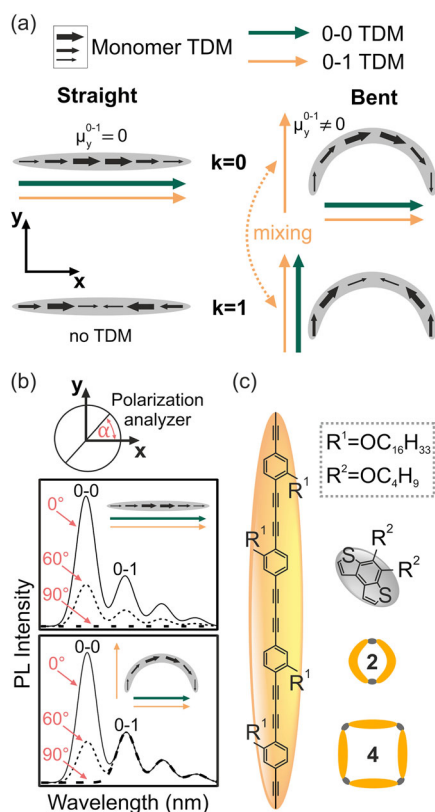 (a)
Monomer TDM
0-0 TDM
0-1 TDM
Straight
Bent
μy0-1 = 0
k=0
μy0-1≠0
y
x
mixing
k=1
no TDM
(b)
y
Polarization
analyzer
α
x
(c)
R1=OC16H33
R2=OC4H9
PL Intensity
0-0
0°
60°
90°
0-1
0-0
0°
60°
90°
0-1
Wavelength (nm)
R1
R1
R1
R1
R2
R2
S
S
2
4